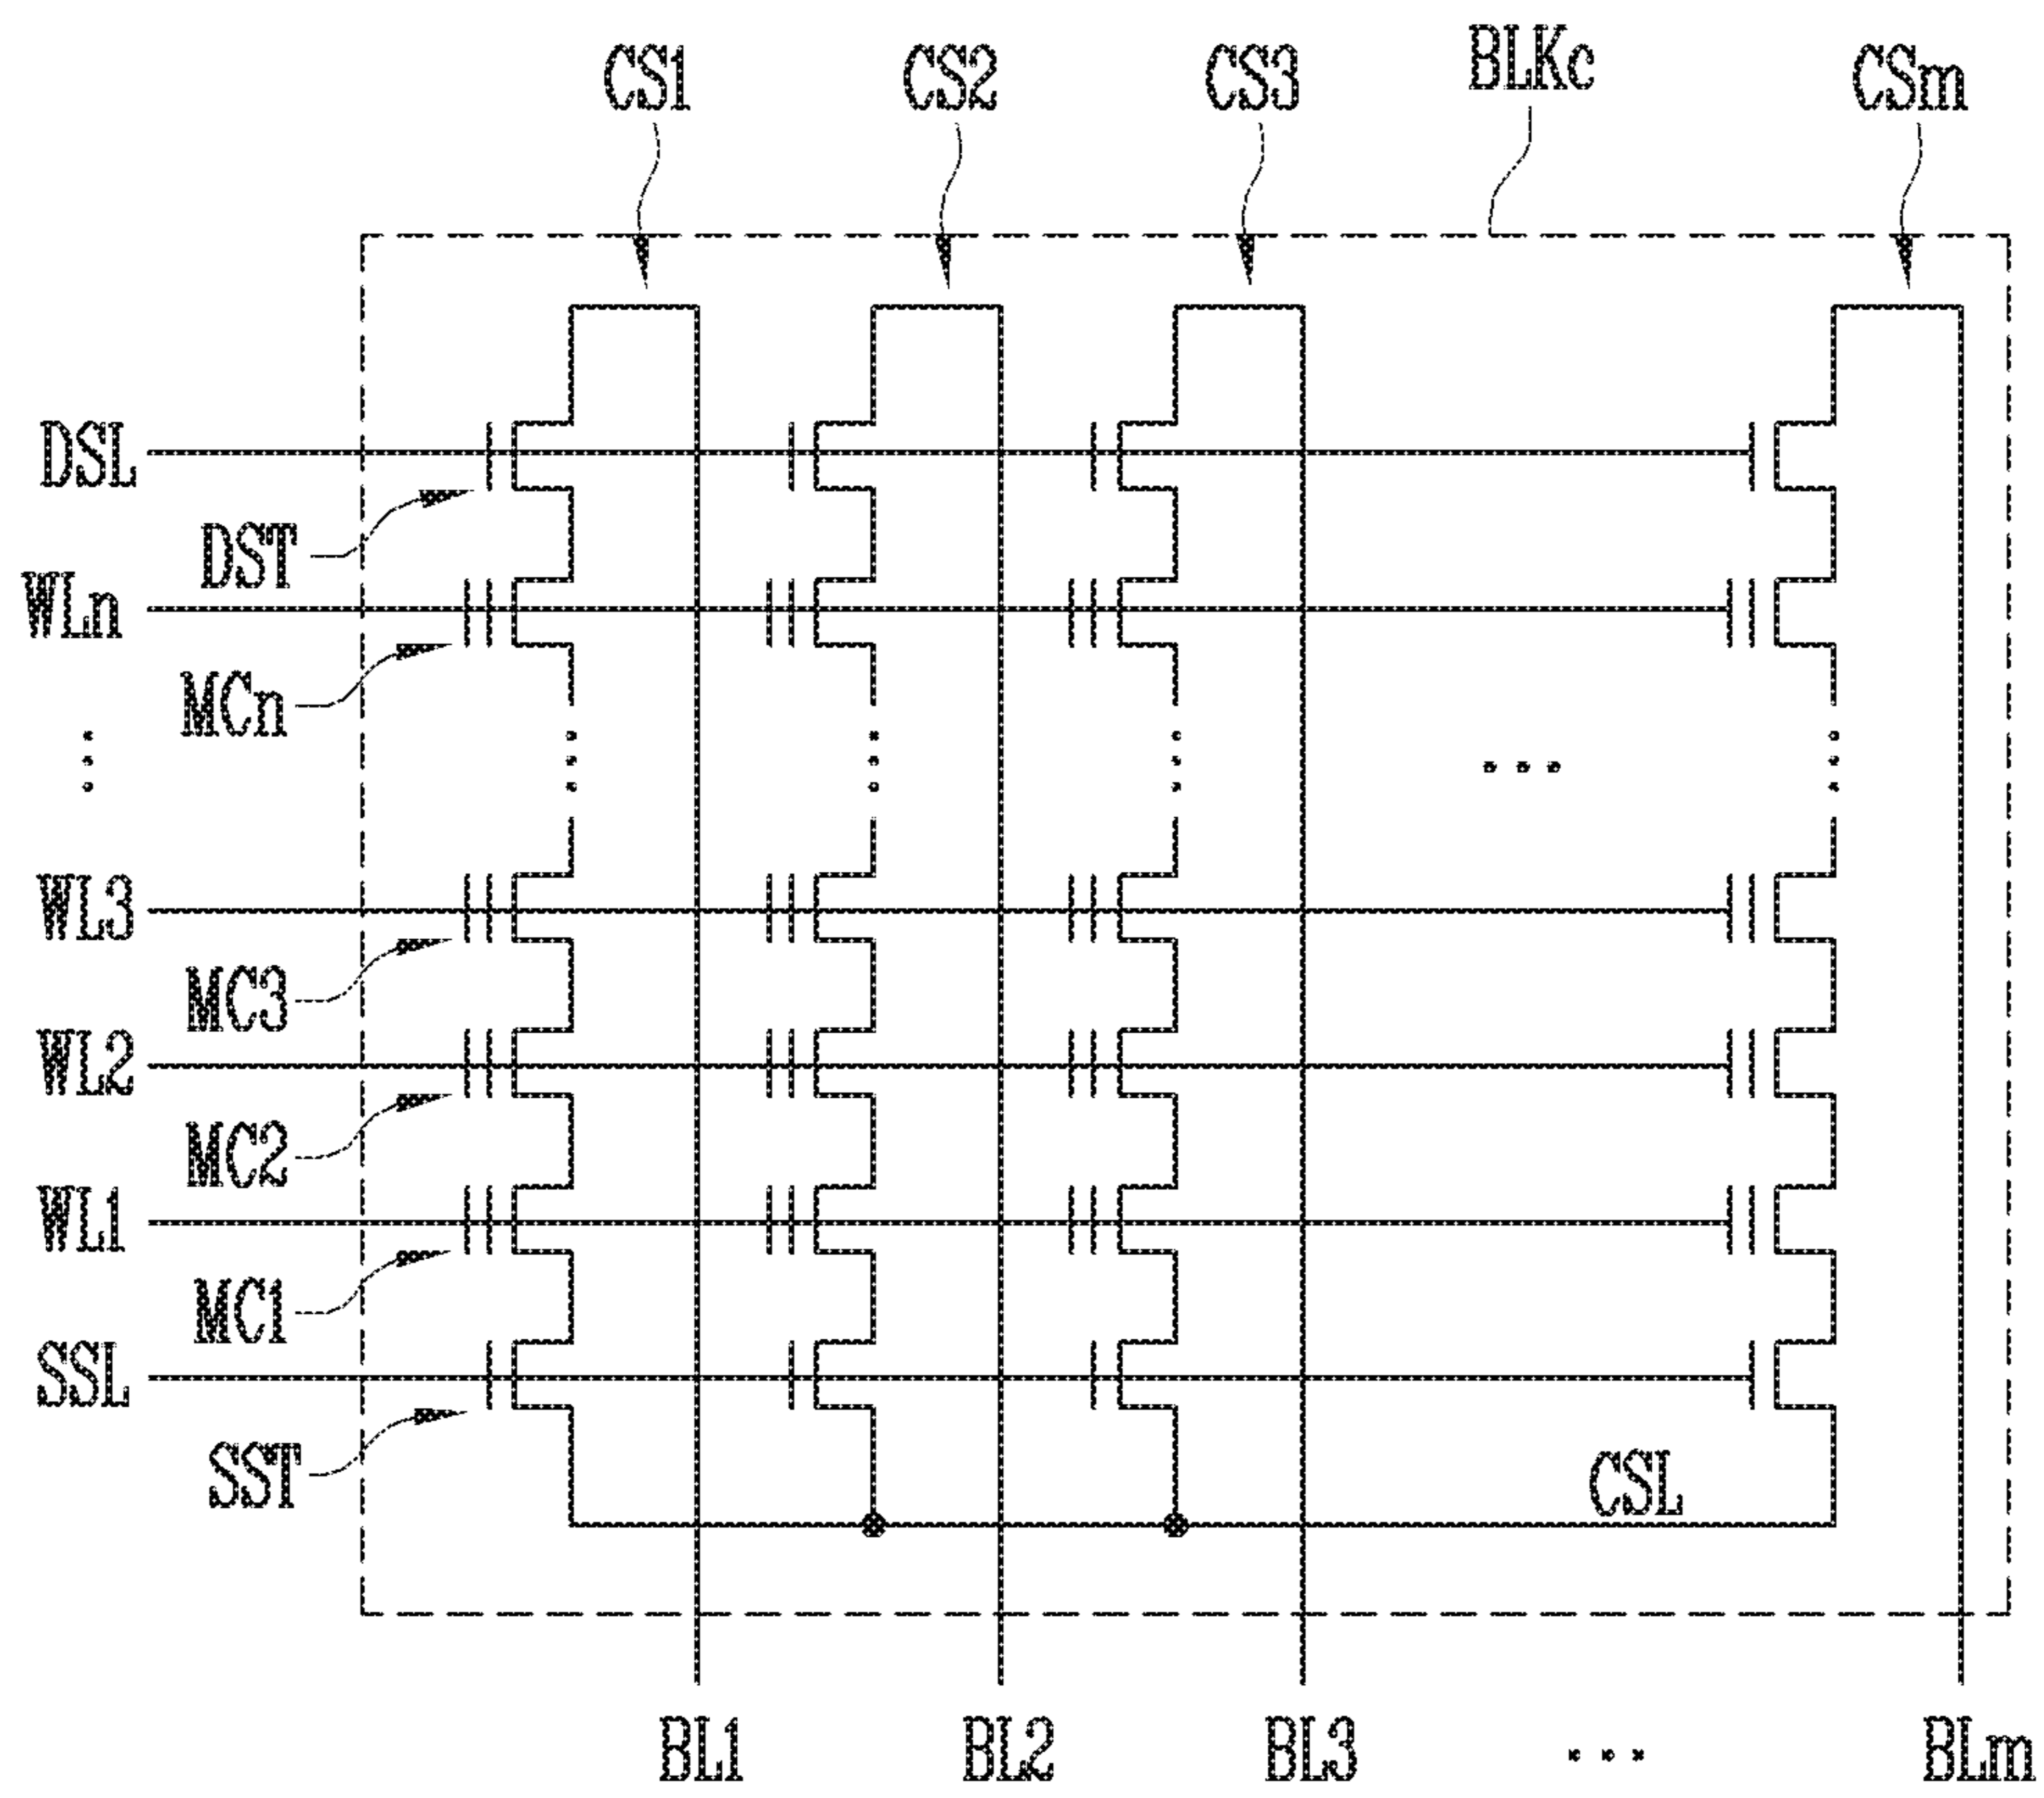 CS1 CS2 CS3 BLKc CSm
DSL
DST
WLn
MCn
WL3
MC3
WL2
MC2
WL1
MC1
SSL
SST
CSL
BL1 BL2 BL3 ... BLm